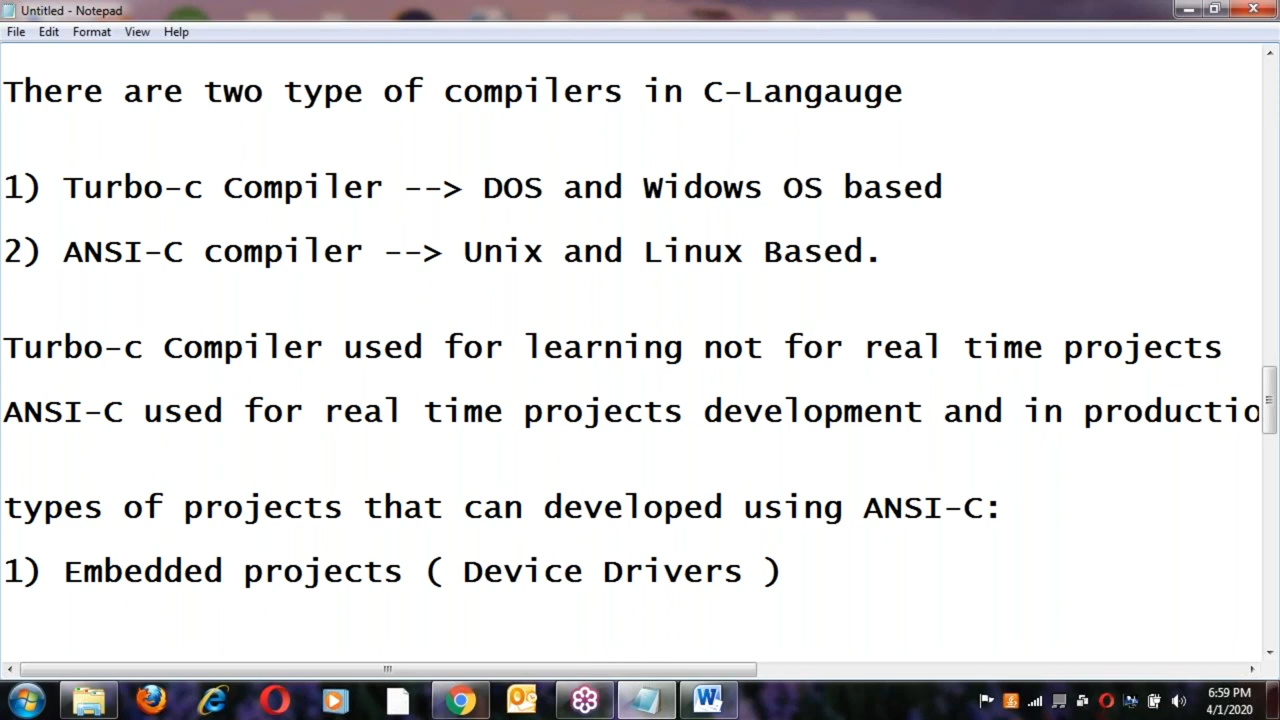 Untitled - Notepad
File Edit Format View Help
There are two type of compilers in C-Langauge
1) Turbo-c Compiler --> DOS and Widows OS based
2) ANSI-C compiler --> Unix and Linux Based.
Turbo-c Compiler used for learning not for real time projects
ANSI-C used for real time projects development and in productio
types of projects that can developed using ANSI-C:
1) Embedded projects ( Device Drivers )
6:59 PM
4/1/2020